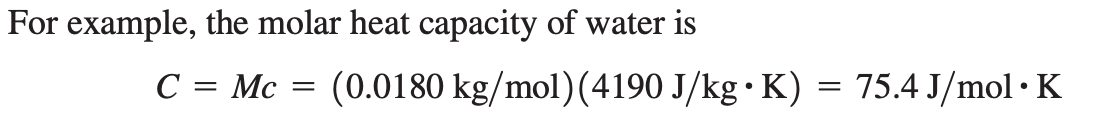 For example, the molar heat capacity of water is
C = Mc = (0.0180 kg/mol)(4190 J/kg · K) = 75.4 J/mol · K